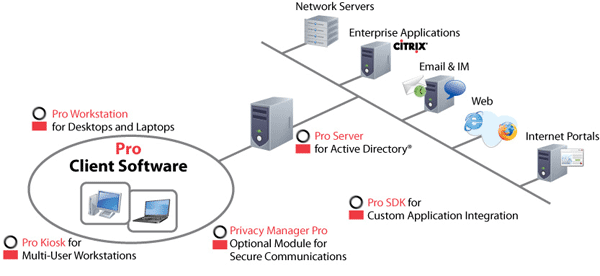 Network Servers
Enterprise Applications
CiTRIX™
Email & IM
Web
Internet Portals
Pro Workstation
for Desktops and Laptops
Pro Server
for Active Directory®
Pro
Client Software
Pro SDK for
Custom Application Integration
Pro Kiosk for
Multi-User Workstations
Privacy Manager Pro
Optional Module for
Secure Communications